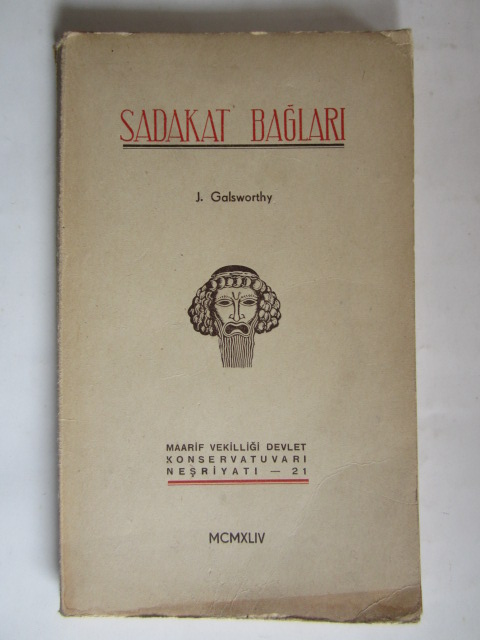 SADAKAT BAĞLARI
J. Galsworthy
MAARİF VEKİLLİĞİ DEVLET
KONSERVATUVARI
NEŞRİYATI — 21
MCMXLIV